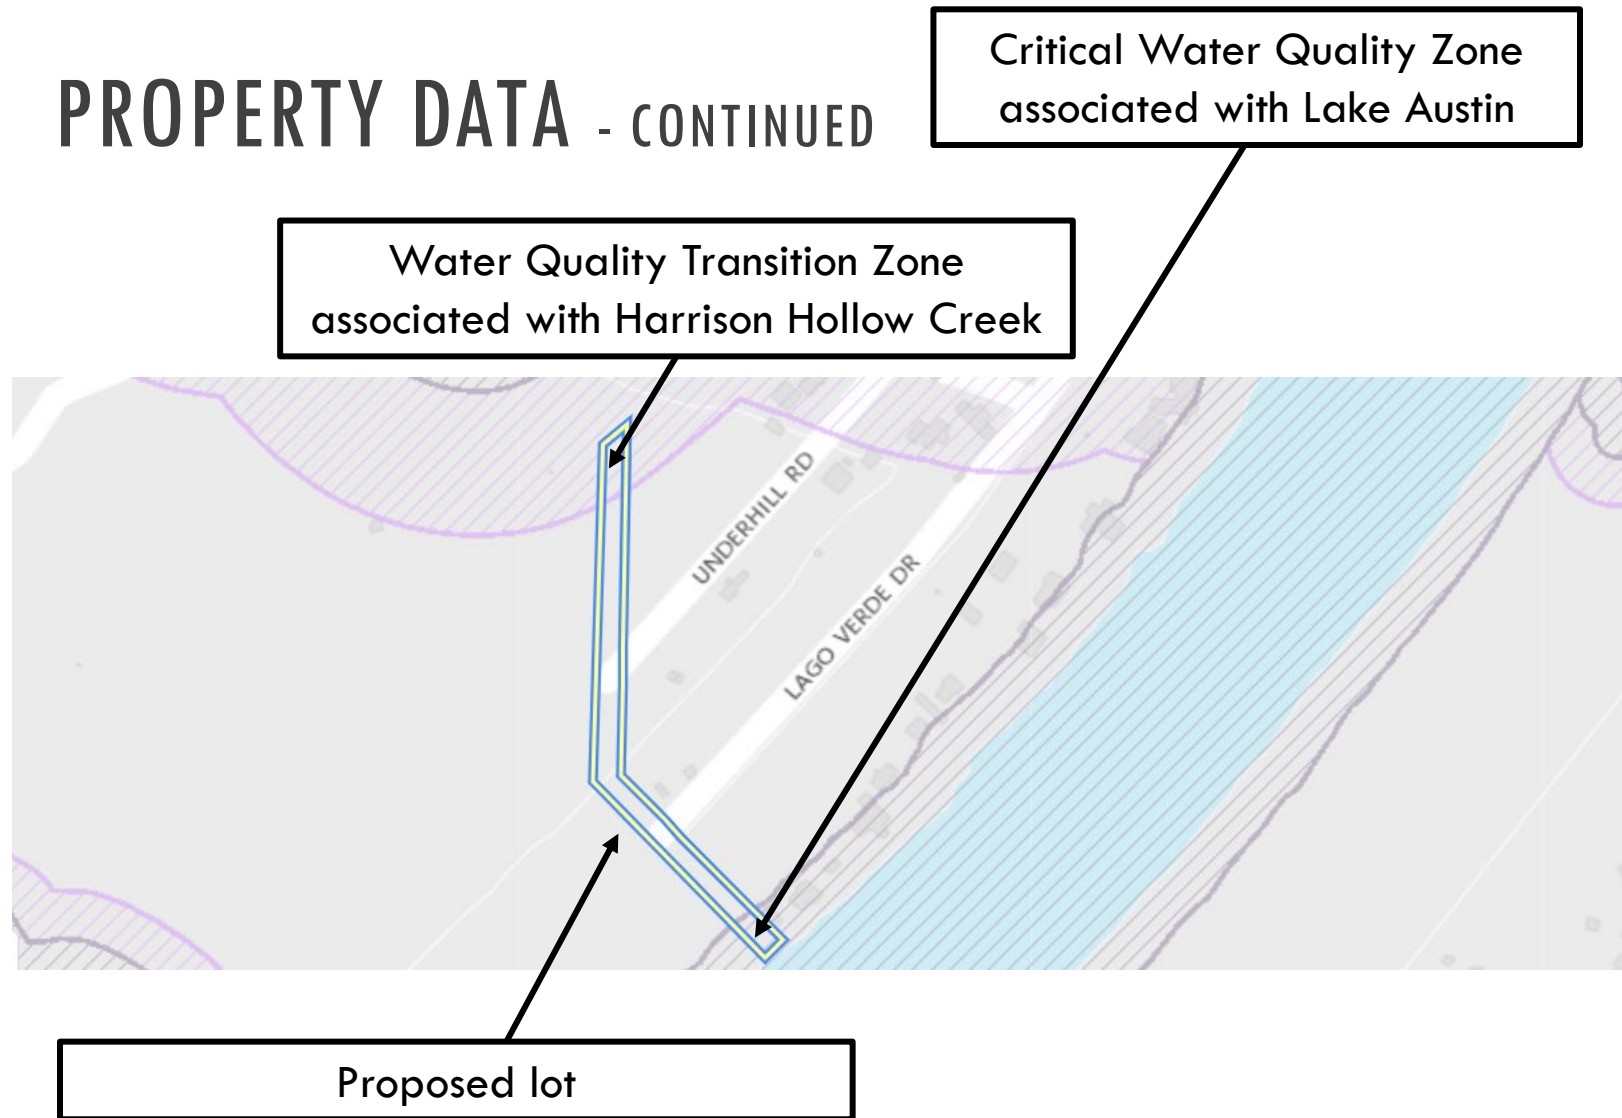 PROPERTY DATA - CONTINUED
Critical Water Quality Zone
associated with Lake Austin
Water Quality Transition Zone
associated with Harrison Hollow Creek
UNDERHILL RD
LAGO VERDE DR
Proposed lot